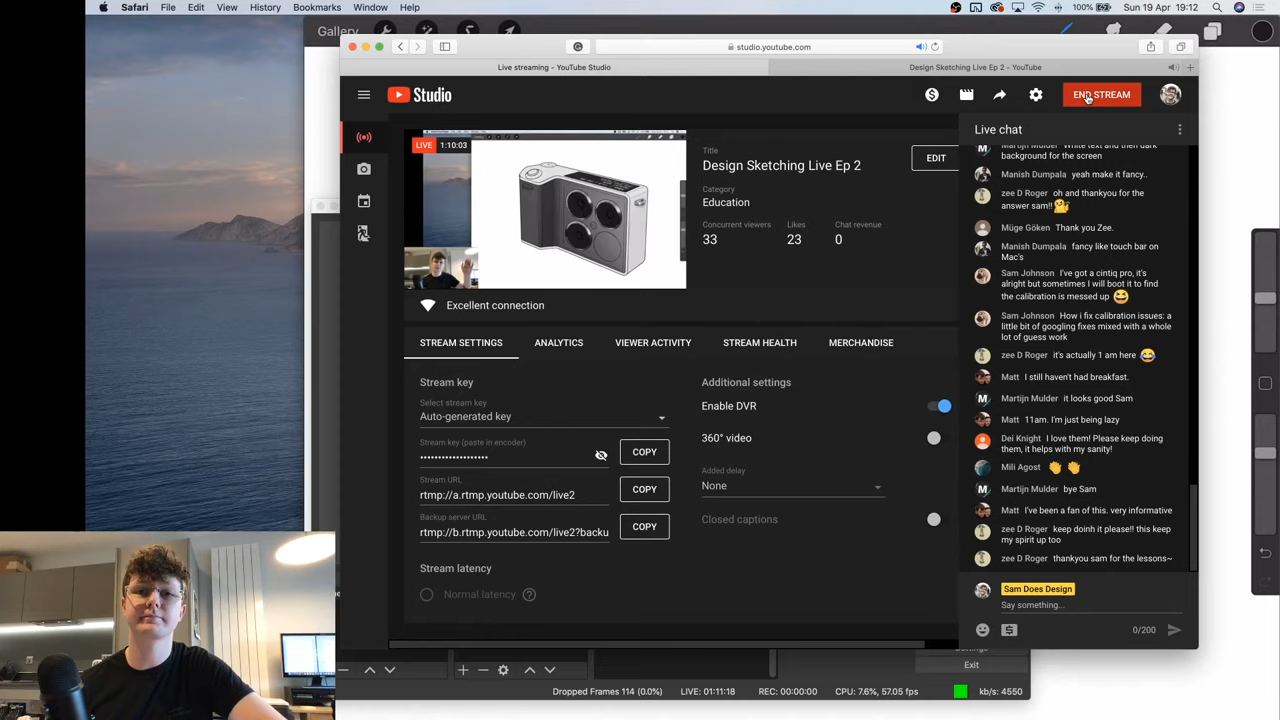 Safari File Edit View History Bookmarks Window Help
Sun 19 Apr 19:12
Gallery
studio.youtube.com
Live streaming - YouTube Studio
Design Sketching Live Ep 2 - YouTube
Studio
END STREAM
LIVE 1:10:03
Title
Design Sketching Live Ep 2
EDIT
Category
Education
Concurrent viewers
33
Likes
23
Chat revenue
0
Excellent connection
STREAM SETTINGS
ANALYTICS
VIEWER ACTIVITY
STREAM HEALTH
MERCHANDISE
Stream key
Select stream key
Auto-generated key
Stream key (paste in encoder)
•••••••••••••••••••
COPY
Stream URL
rtmp://a.rtmp.youtube.com/live2
COPY
Backup server URL
rtmp://b.rtmp.youtube.com/live2?backu
COPY
Stream latency
Normal latency
Additional settings
Enable DVR
360° video
Added delay
None
Closed captions
Live chat
Martijn Mulder White text and then dark
background for the screen
Manish Dumpala yeah make it fancy..
zee D Roger oh and thankyou for the
answer sam!!
Müge Göken Thank you Zee.
Manish Dumpala fancy like touch bar on
Mac's
Sam Johnson I've got a cintiq pro, it's
alright but sometimes I will boot it to find
the calibration is messed up 😅
Sam Johnson How i fix calibration issues: a
little bit of googling fixes mixed with a whole
lot of guess work
zee D Roger it's actually 1 am here 😂
Matt I still haven't had breakfast.
Martijn Mulder it looks good Sam
Matt 11am. I'm just being lazy
Dei Knight I love them! Please keep doing
them, it helps with my sanity!
Mili Agost 👏 👏
Martijn Mulder bye Sam
Matt I've been a fan of this. very informative
zee D Roger keep doinh it please!! this keep
my spirit up too
zee D Roger thankyou sam for the lessons~
Sam Does Design
Say something...
0/200
Exit
Dropped Frames 114 (0.0%)
LIVE: 01:11:18
REC: 00:00:00
CPU: 7.6%, 57.05 fps
kb/s: 4550